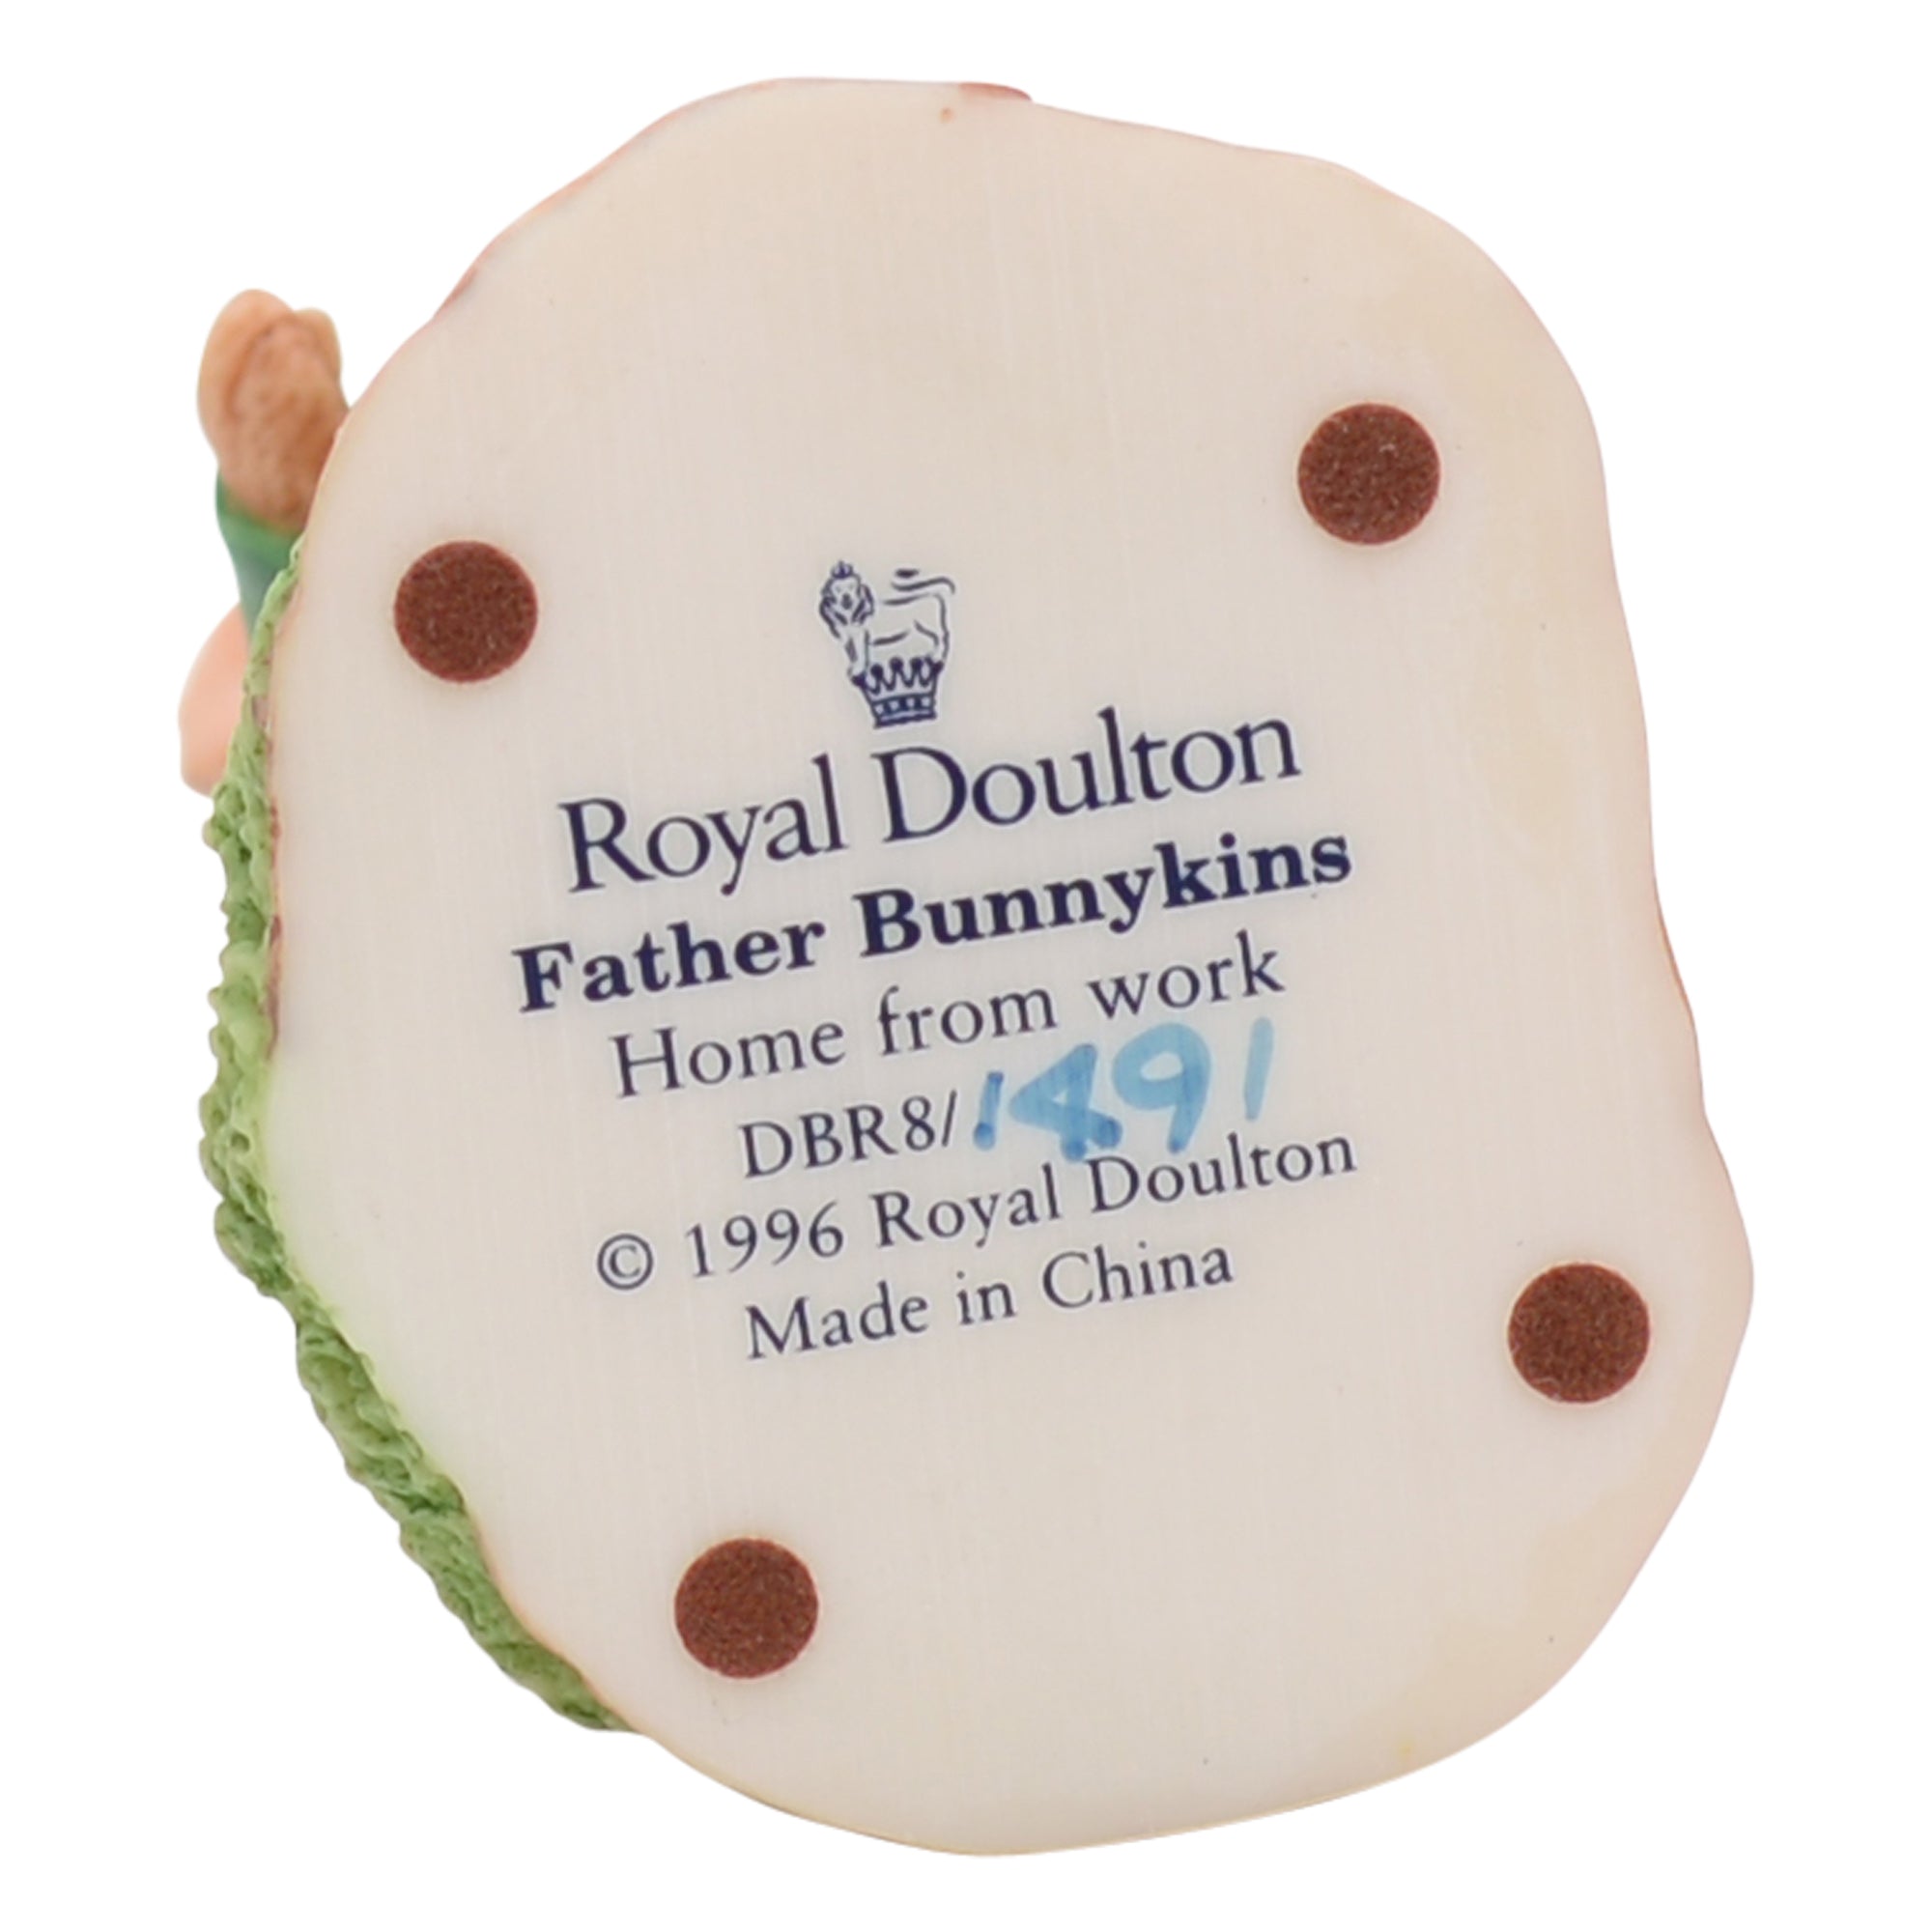 Royal Doulton
Father Bunnykins
Home from work
DBR8/1491
© 1996 Royal Doulton
Made in China